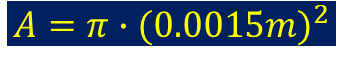 A = π · (0.0015m)²